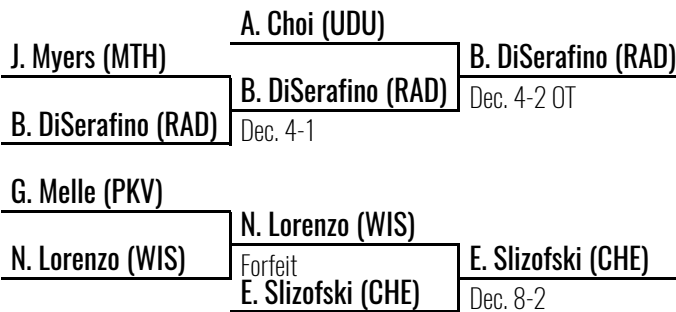 A. Choi (UDU)
J. Myers (MTH)
B. DiSerafino (RAD)
B. DiSerafino (RAD)
Dec. 4-2 OT
B. DiSerafino (RAD)
Dec. 4-1
G. Melle (PKV)
N. Lorenzo (WIS)
N. Lorenzo (WIS)
Forfeit
E. Slizofski (CHE)
E. Slizofski (CHE)
Dec. 8-2